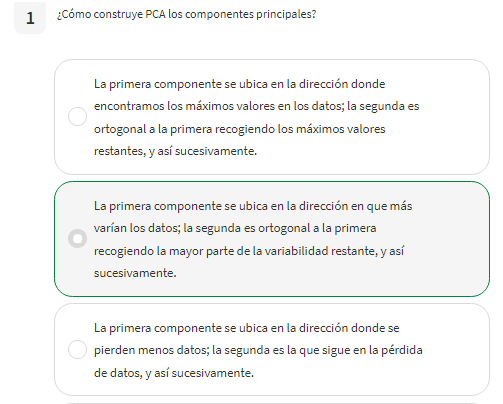 1
¿Cómo construye PCA los componentes principales?
La primera componente se ubica en la dirección donde
encontramos los máximos valores en los datos; la segunda es
ortogonal a la primera recogiendo los máximos valores
restantes, y así sucesivamente.
La primera componente se ubica en la dirección en que más
varían los datos; la segunda es ortogonal a la primera
recogiendo la mayor parte de la variabilidad restante, y así
sucesivamente.
La primera componente se ubica en la dirección donde se
pierden menos datos; la segunda es la que sigue en la pérdida
de datos, y así sucesivamente.